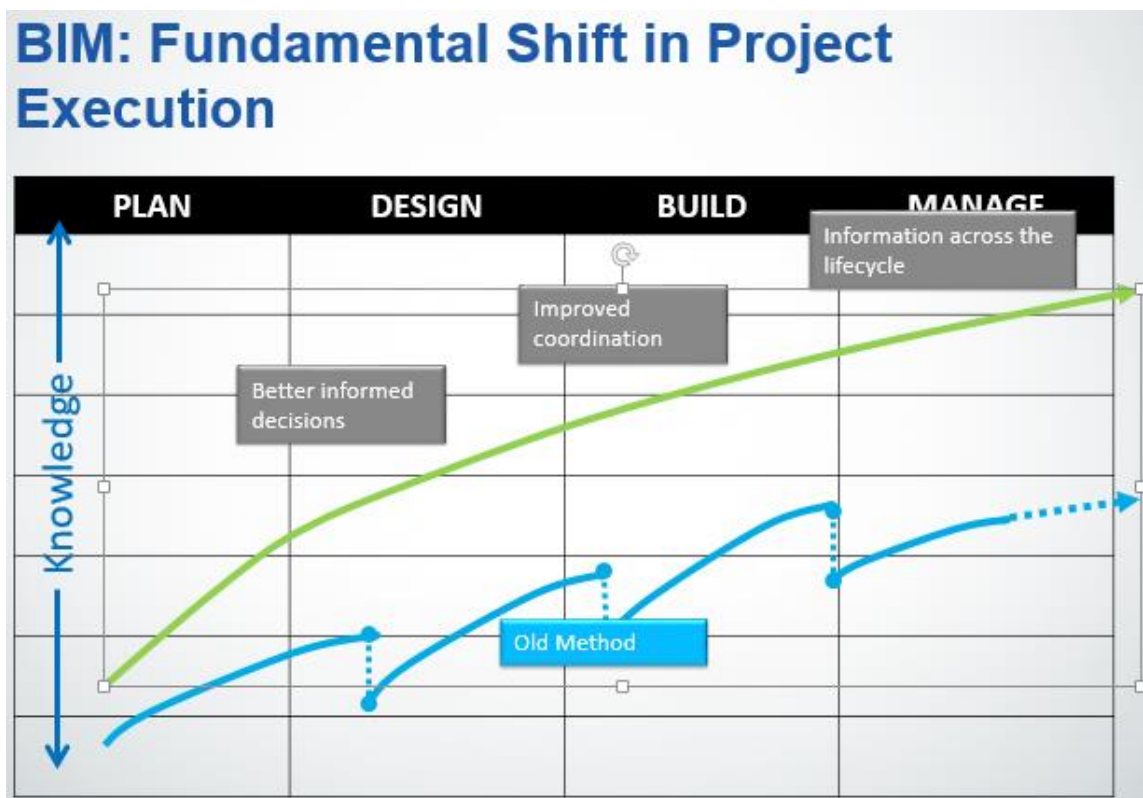 BIM: Fundamental Shift in Project
Execution
PLAN DESIGN BUILD MANAGE
Information across the
lifecycle
Improved
coordination
Better informed
decisions
Knowledge
Old Method